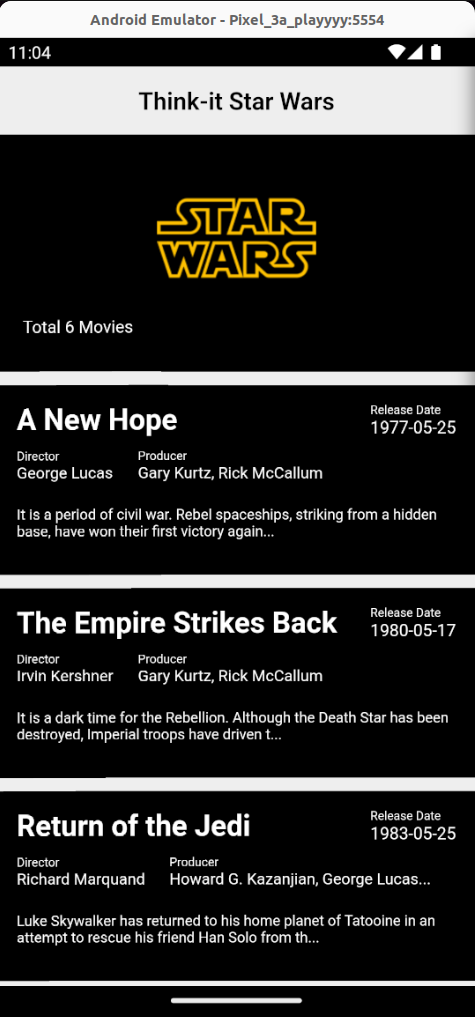 Android Emulator - Pixel_3a_playyyy:5554
11:04
Think-it Star Wars
STAR
WARS
Total 6 Movies
A New Hope
Release Date
1977-05-25
Director
Producer
George Lucas
Gary Kurtz, Rick McCallum
It is a period of civil war. Rebel spaceships, striking from a hidden
base, have won their first victory again...
The Empire Strikes Back
Release Date
1980-05-17
Director
Producer
Irvin Kershner
Gary Kurtz, Rick McCallum
It is a dark time for the Rebellion. Although the Death Star has been
destroyed, Imperial troops have driven t...
Return of the Jedi
Release Date
1983-05-25
Director
Producer
Richard Marquand
Howard G. Kazanjian, George Lucas...
Luke Skywalker has returned to his home planet of Tatooine in an
attempt to rescue his friend Han Solo from th...